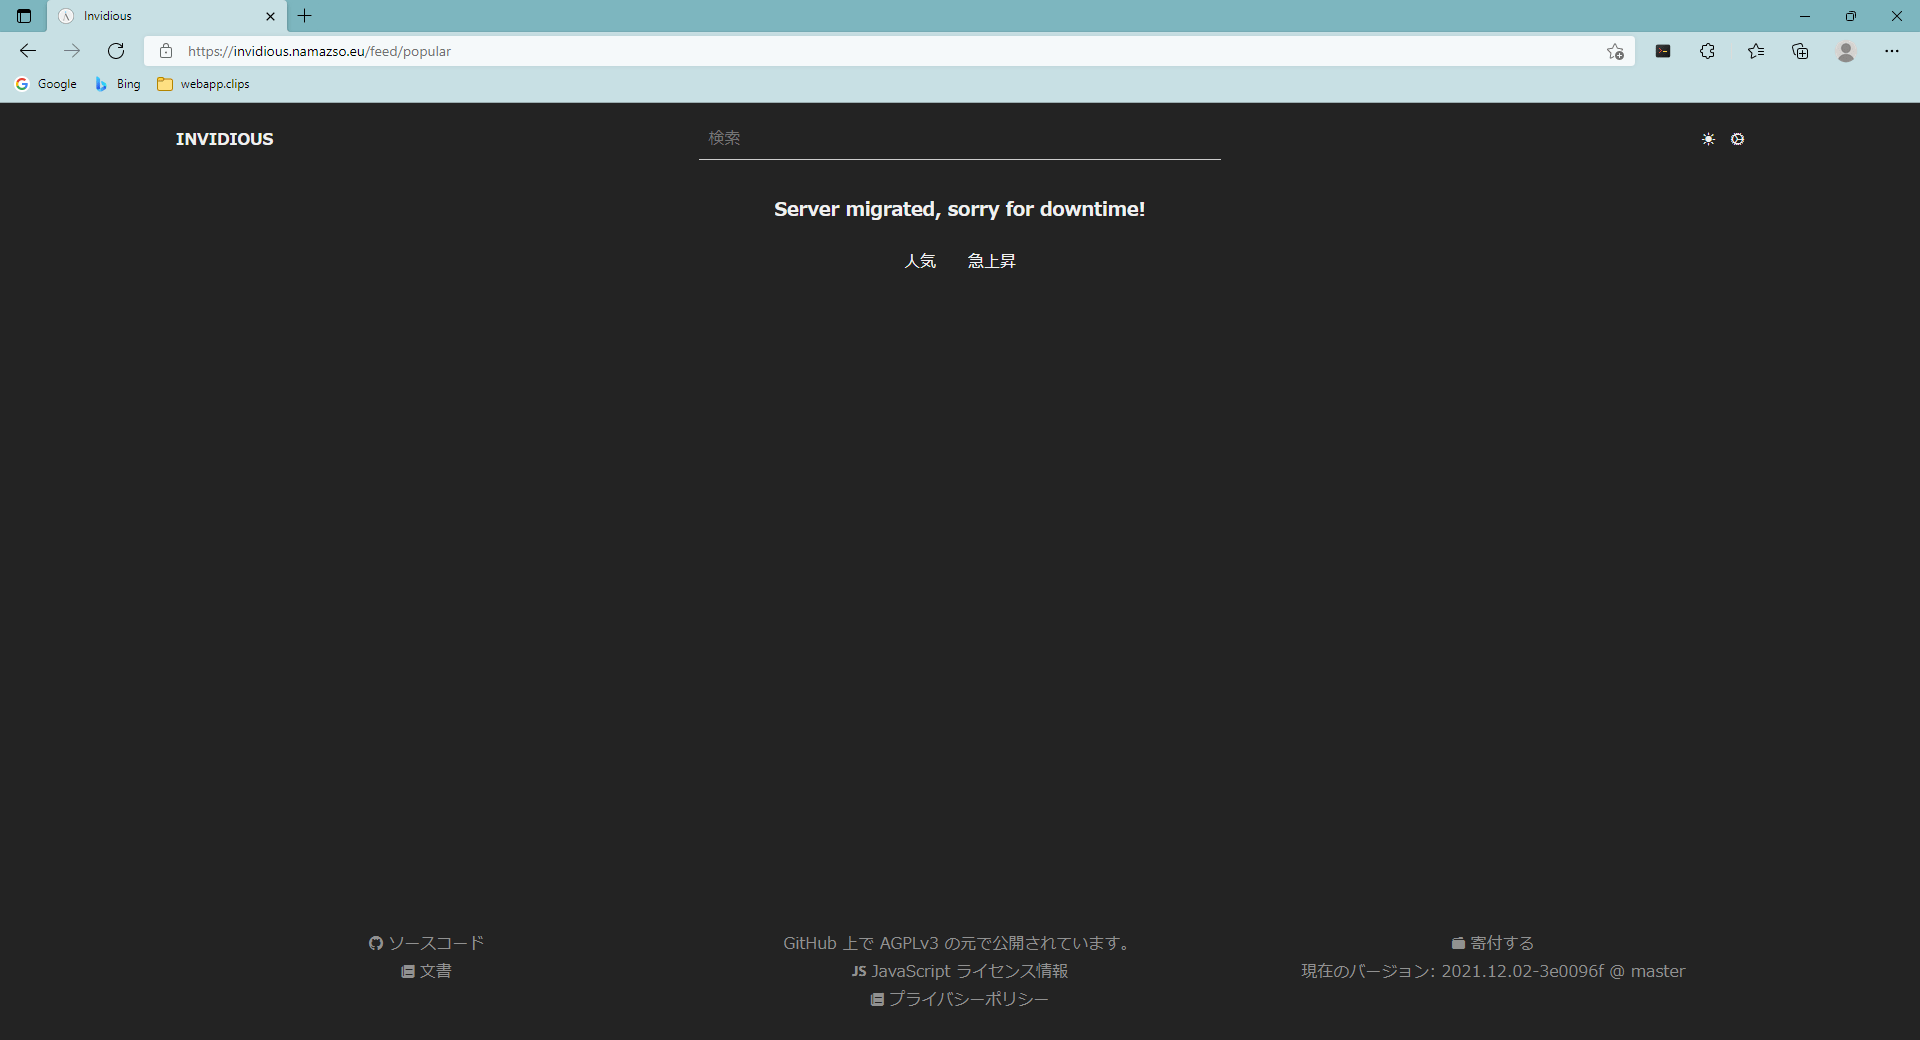 Invidious
https://invidious.namazso.eu/feed/popular
Google Bing webapp.clips
INVIDIOUS
検索
Server migrated, sorry for downtime!
人気 急上昇
ソースコード
文書
GitHub 上で AGPLv3 の元で公開されています。
JS JavaScript ライセンス情報
プライバシーポリシー
寄付する
現在のバージョン: 2021.12.02-3e0096f @ master